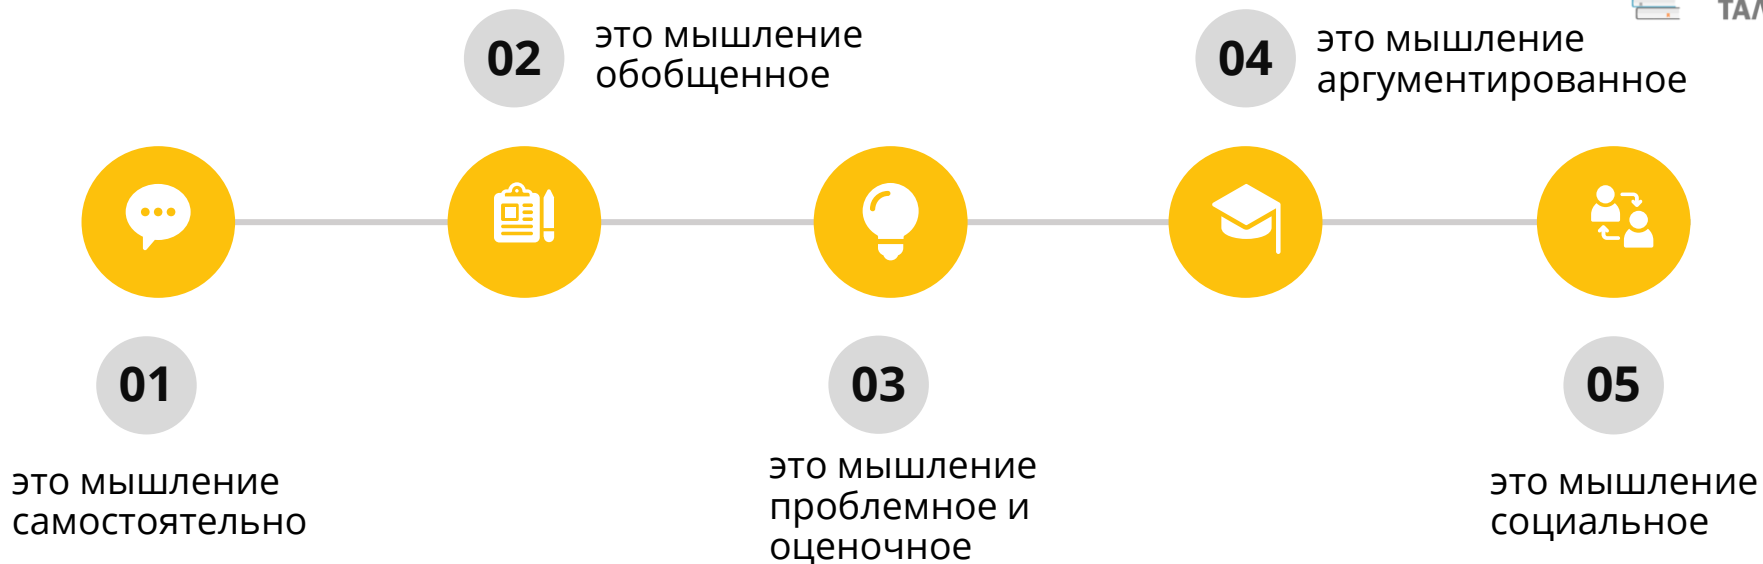 01
это мышление
самостоятельно
02
это мышление
обобщенное
03
это мышление
проблемное и
оценочное
04
это мышление
аргументированное
05
это мышление
социальное